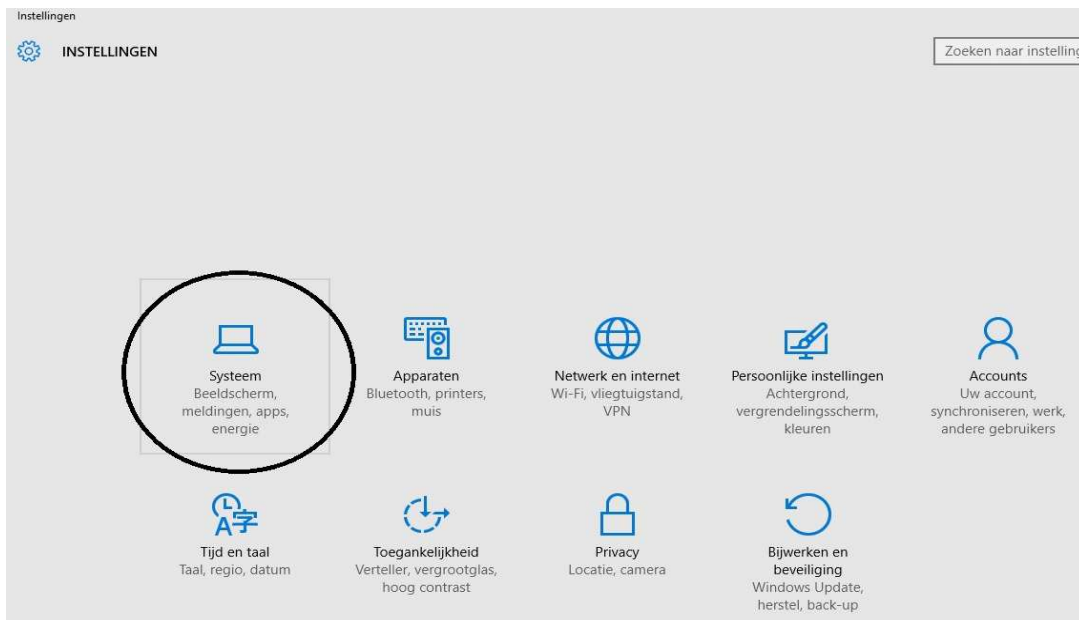 Instellingen
INSTELLINGEN
Zoeken naar instelling
Systeem
Beeldscherm,
meldingen, apps,
energie
Apparaten
Bluetooth, printers,
muis
Netwerk en internet
Wi-Fi, vliegtuigstand,
VPN
Persoonlijke instellingen
Achtergrond,
vergrendelingsscherm,
kleuren
Accounts
Uw account,
synchroniseren, werk,
andere gebruikers
Tijd en taal
Taal, regio, datum
Toegankelijkheid
Verteller, vergrootglas,
hoog contrast
Privacy
Locatie, camera
Bijwerken en
beveiliging
Windows Update,
herstel, back-up